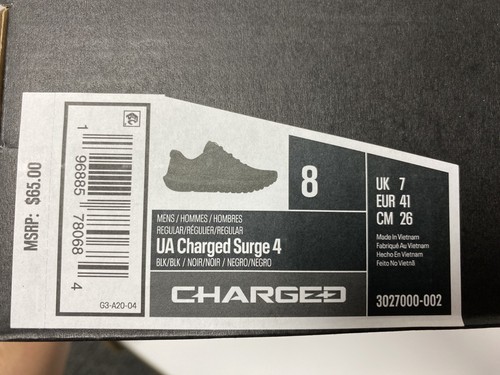 MSRP: $65.00
1 96885 78068 4
G3-A20-04
8
UK 7
EUR 41
CM 26
MENS / HOMMES / HOMBRES
REGULAR/RÉGULIER/REGULAR
UA Charged Surge 4
BLK/BLK / NOIR/NOIR / NEGRO/NEGRO
Made in Vietnam
Fabriqué Au Vietnam
Hecho En Vietnam
Feito No Vietnã
CHARGED
3027000-002